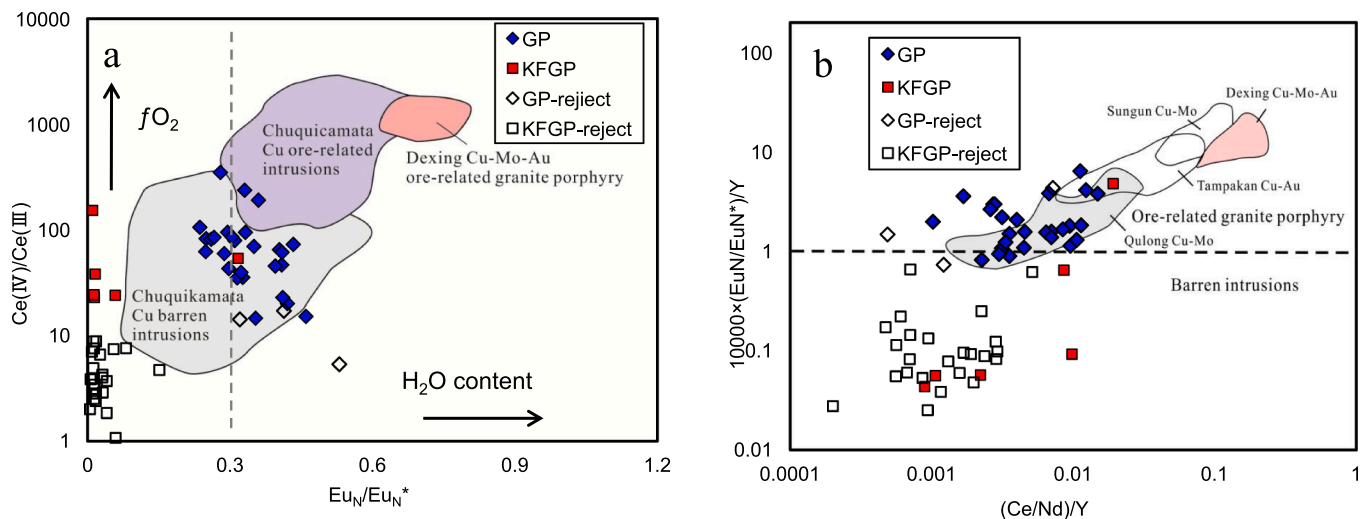 a
Ce(IV)/Ce(III)
10000
1000
100
10
1
ƒO₂
GP
KFGP
GP-rejiect
KFGP-reject
Chuquicamata
Cu ore-related
intrusions
Dexing Cu-Mo-Au
ore-related granite porphyry
Chuquikamata
Cu barren
intrusions
H₂O content
0
0.3
0.6
0.9
1.2
Eu_N/Eu_N*
b
10000×(EuN/EuN*)/Y
100
10
1
0.1
0.01
GP
KFGP
GP-reject
KFGP-reject
Sungun Cu-Mo
Dexing Cu-Mo-Au
Tampakan Cu-Au
Ore-related granite porphyry
Qulong Cu-Mo
Barren intrusions
0.0001
0.001
0.01
0.1
1
(Ce/Nd)/Y